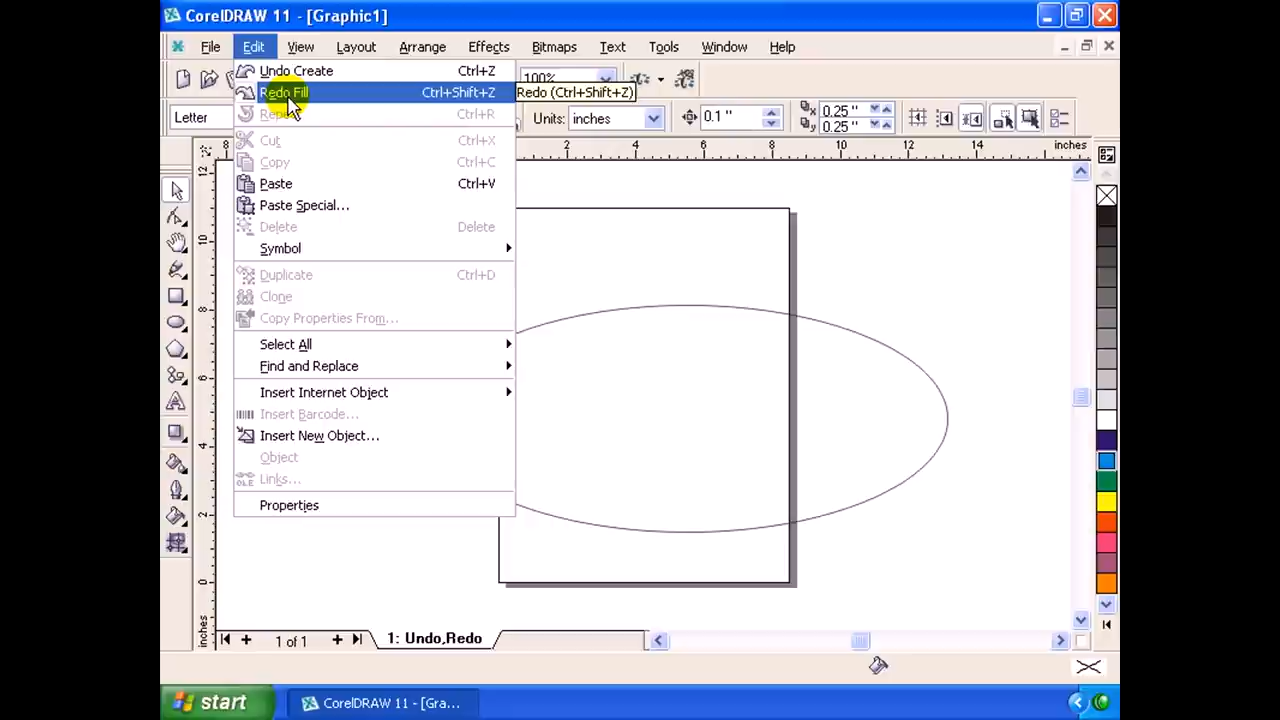 CorelDRAW 11 - [Graphic1]
File Edit View Layout Arrange Effects Bitmaps Text Tools Window Help
Undo Create Ctrl+Z
100%
Redo Fill Ctrl+Shift+Z
Redo (Ctrl+Shift+Z)
Letter
Ctrl+R
Units: inches
0.1 "
0.25 "
0.25 "
Cut Ctrl+X
8 2 4 6 8 10 12 14 inches
Copy Ctrl+C
Paste Ctrl+V
Paste Special...
Delete Delete
Symbol
Duplicate Ctrl+D
Clone
Copy Properties From...
Select All
Find and Replace
Insert Internet Object
Insert Barcode...
Insert New Object...
Object
Links...
Properties
12
10
8
6
4
2
0
inches
1 of 1
1: Undo,Redo
start
CorelDRAW 11 - [Gra...